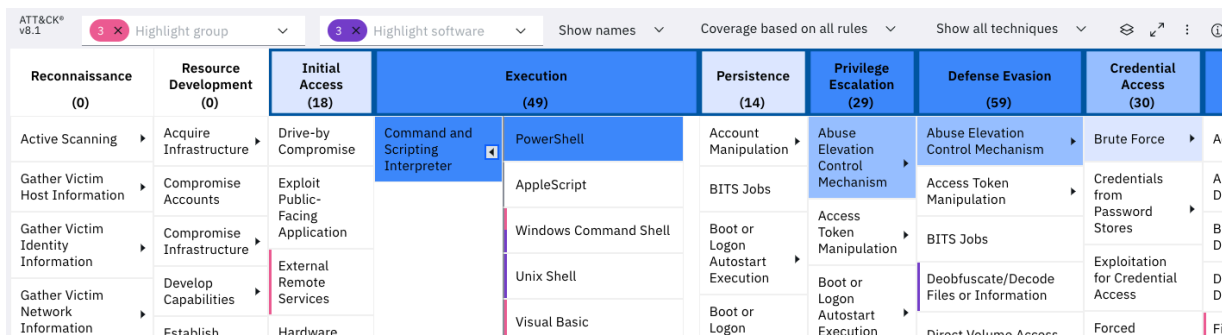 ATT&CK®
v8.1
3 × Highlight group
3 × Highlight software
Show names
Coverage based on all rules
Show all techniques
Reconnaissance
(0)
Resource
Development
(0)
Initial
Access
(18)
Execution
(49)
Persistence
(14)
Privilege
Escalation
(29)
Defense Evasion
(59)
Credential
Access
(30)
Active Scanning
Gather Victim
Host Information
Gather Victim
Identity
Information
Gather Victim
Network
Information
Acquire
Infrastructure
Compromise
Accounts
Compromise
Infrastructure
Develop
Capabilities
Establish
Drive-by
Compromise
Exploit
Public-
Facing
Application
External
Remote
Services
Hardware
Command and
Scripting
Interpreter
PowerShell
AppleScript
Windows Command Shell
Unix Shell
Visual Basic
Account
Manipulation
BITS Jobs
Boot or
Logon
Autostart
Execution
Boot or
Logon
Abuse
Elevation
Control
Mechanism
Access
Token
Manipulation
Boot or
Logon
Autostart
Execution
Abuse Elevation
Control Mechanism
Access Token
Manipulation
BITS Jobs
Deobfuscate/Decode
Files or Information
Direct Volume Access
Brute Force
Credentials
from
Password
Stores
Exploitation
for Credential
Access
Forced